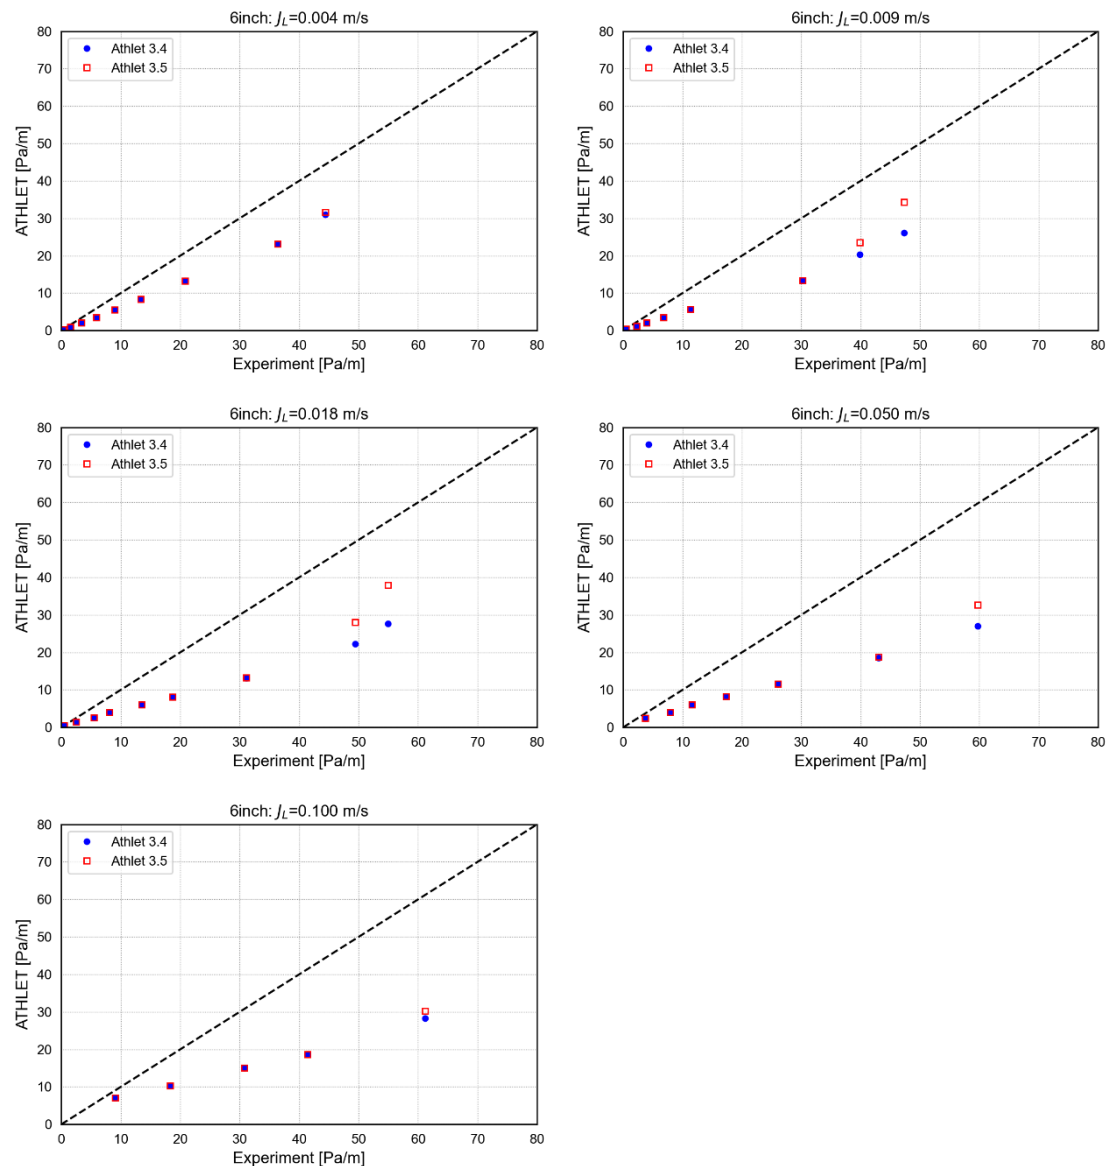 6inch: J_L=0.004 m/s
Athlet 3.4
Athlet 3.5
ATHLET [Pa/m]
80
70
60
50
40
30
20
10
0
0 10 20 30 40 50 60 70 80
Experiment [Pa/m]
6inch: J_L=0.009 m/s
Athlet 3.4
Athlet 3.5
ATHLET [Pa/m]
80
70
60
50
40
30
20
10
0
0 10 20 30 40 50 60 70 80
Experiment [Pa/m]
6inch: J_L=0.018 m/s
Athlet 3.4
Athlet 3.5
ATHLET [Pa/m]
80
70
60
50
40
30
20
10
0
0 10 20 30 40 50 60 70 80
Experiment [Pa/m]
6inch: J_L=0.050 m/s
Athlet 3.4
Athlet 3.5
ATHLET [Pa/m]
80
70
60
50
40
30
20
10
0
0 10 20 30 40 50 60 70 80
Experiment [Pa/m]
6inch: J_L=0.100 m/s
Athlet 3.4
Athlet 3.5
ATHLET [Pa/m]
80
70
60
50
40
30
20
10
0
0 10 20 30 40 50 60 70 80
Experiment [Pa/m]